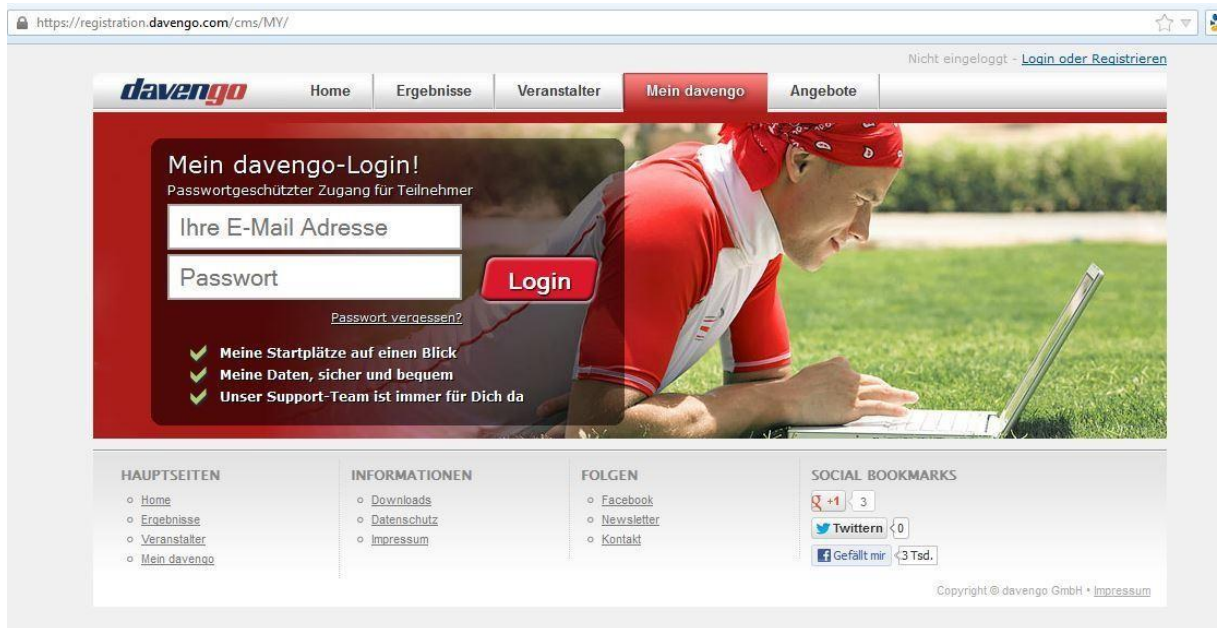 https://registration.davengo.com/cms/MY/
Nicht eingeloggt - Login oder Registrieren
davengo Home Ergebnisse Veranstalter Mein davengo Angebote
Mein davengo-Login!
Passwortgeschützter Zugang für Teilnehmer
Ihre E-Mail Adresse
Passwort
Login
Passwort vergessen?
Meine Startplätze auf einen Blick
Meine Daten, sicher und bequem
Unser Support-Team ist immer für Dich da
HAUPTSEITEN
Home
Ergebnisse
Veranstalter
Mein davengo
INFORMATIONEN
Downloads
Datenschutz
Impressum
FOLGEN
Facebook
Newsletter
Kontakt
SOCIAL BOOKMARKS
+1 3
Twittern 0
Gefällt mir 3 Tsd.
Copyright © davengo GmbH • Impressum